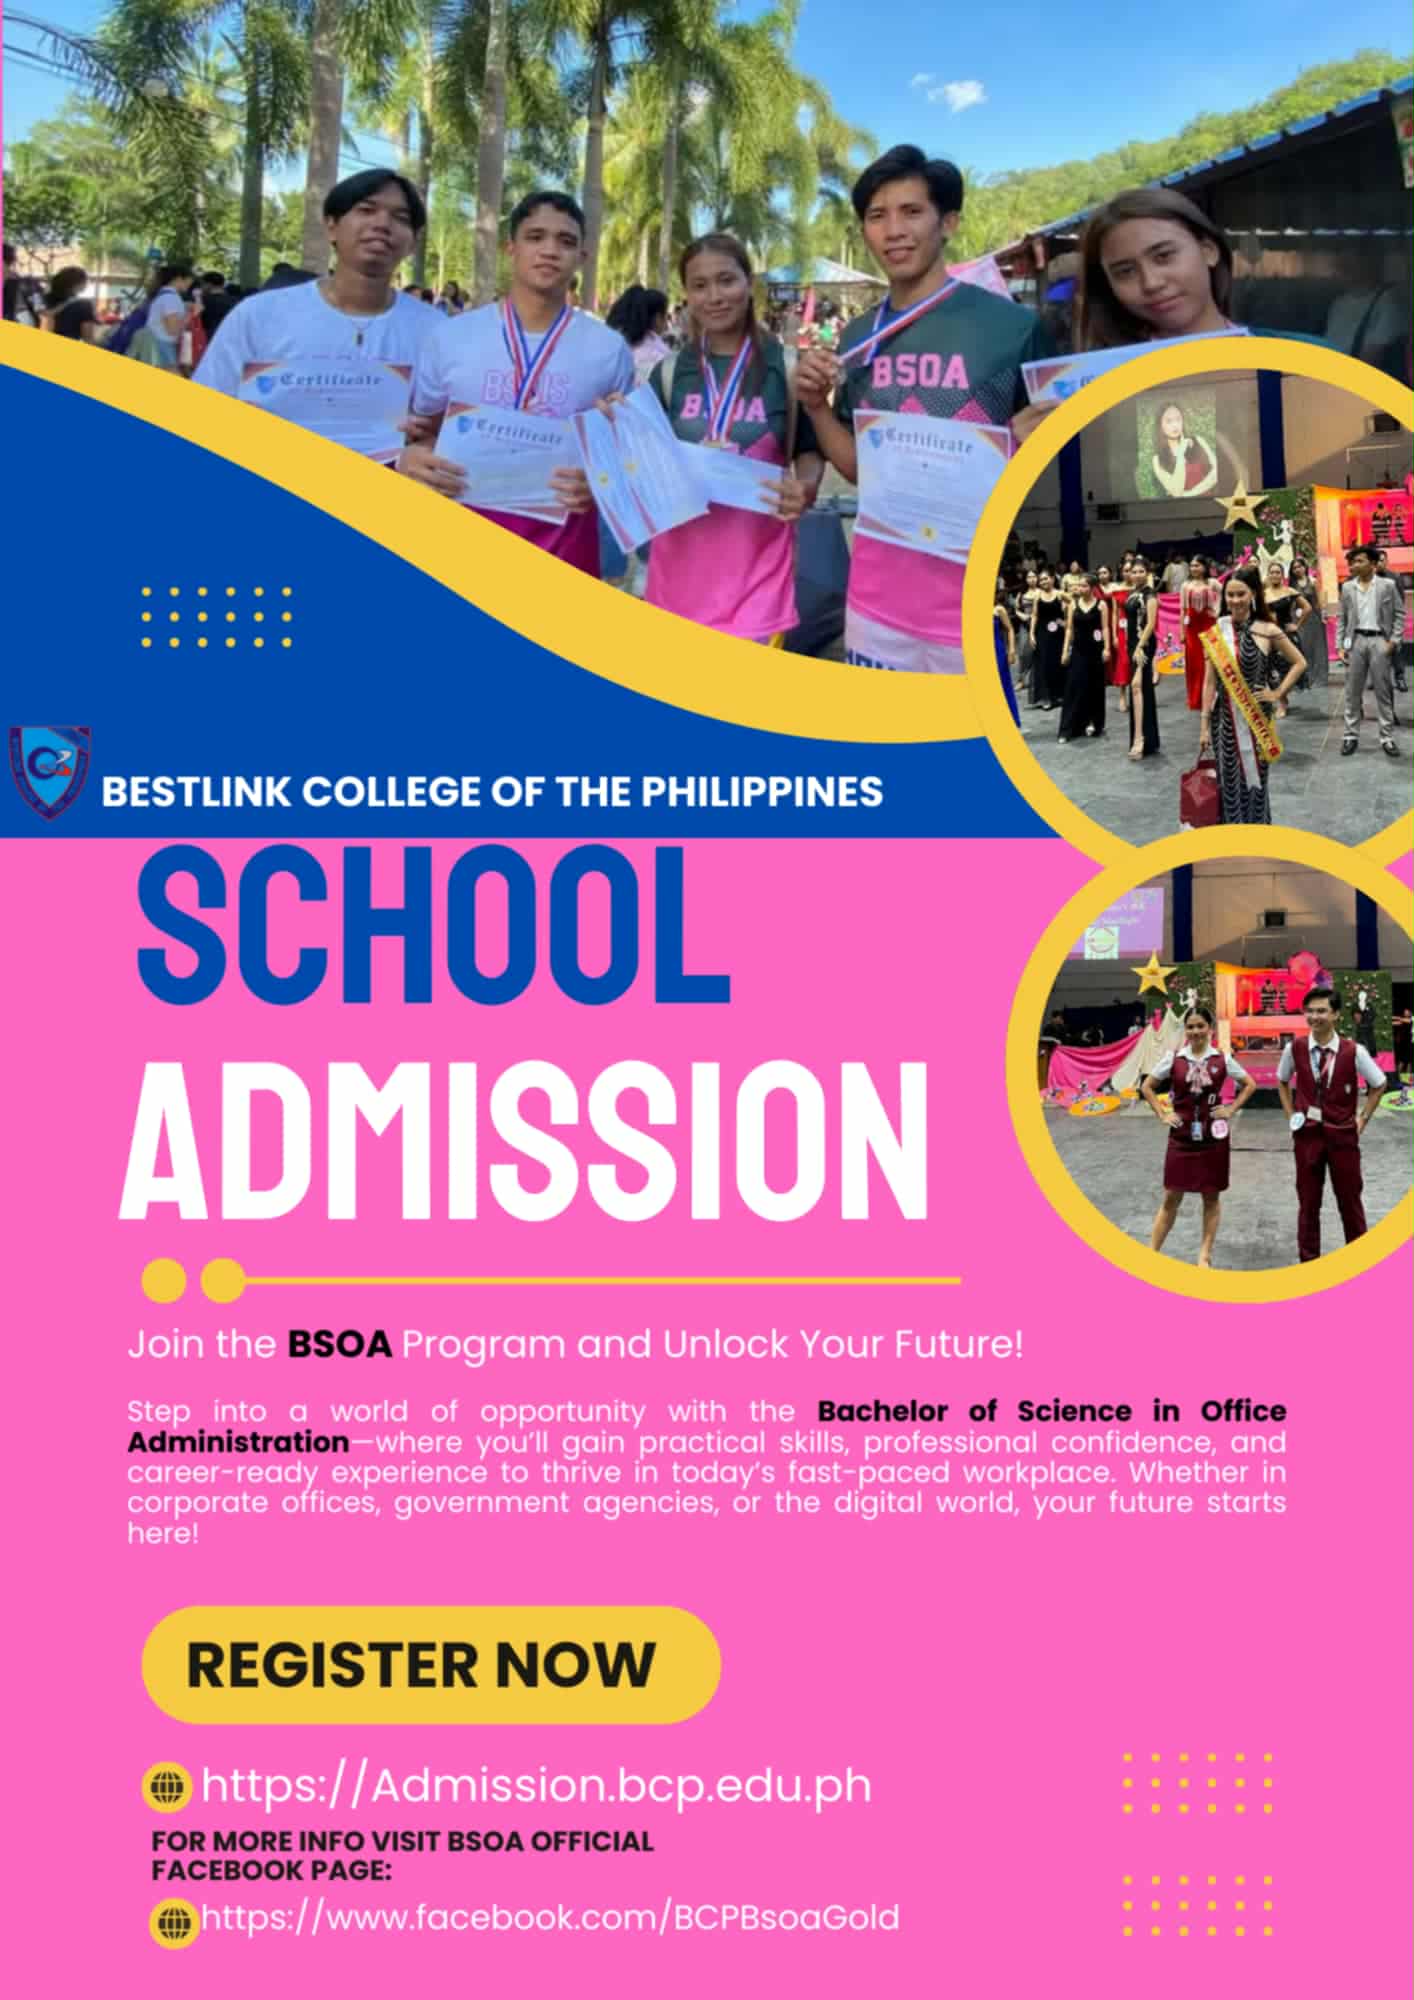 Certificate
BSOIS
Certificate
BSOA
BSOA
Certificate
BESTLINK COLLEGE OF THE PHILIPPINES
SCHOOL
ADMISSION
Join the BSOA Program and Unlock Your Future!
Step into a world of opportunity with the Bachelor of Science in Office
Administration—where you’ll gain practical skills, professional confidence, and
career-ready experience to thrive in today’s fast-paced workplace. Whether in
corporate offices, government agencies, or the digital world, your future starts
here!
REGISTER NOW
https://Admission.bcp.edu.ph
FOR MORE INFO VISIT BSOA OFFICIAL
FACEBOOK PAGE:
https://www.facebook.com/BCPBsoaGold